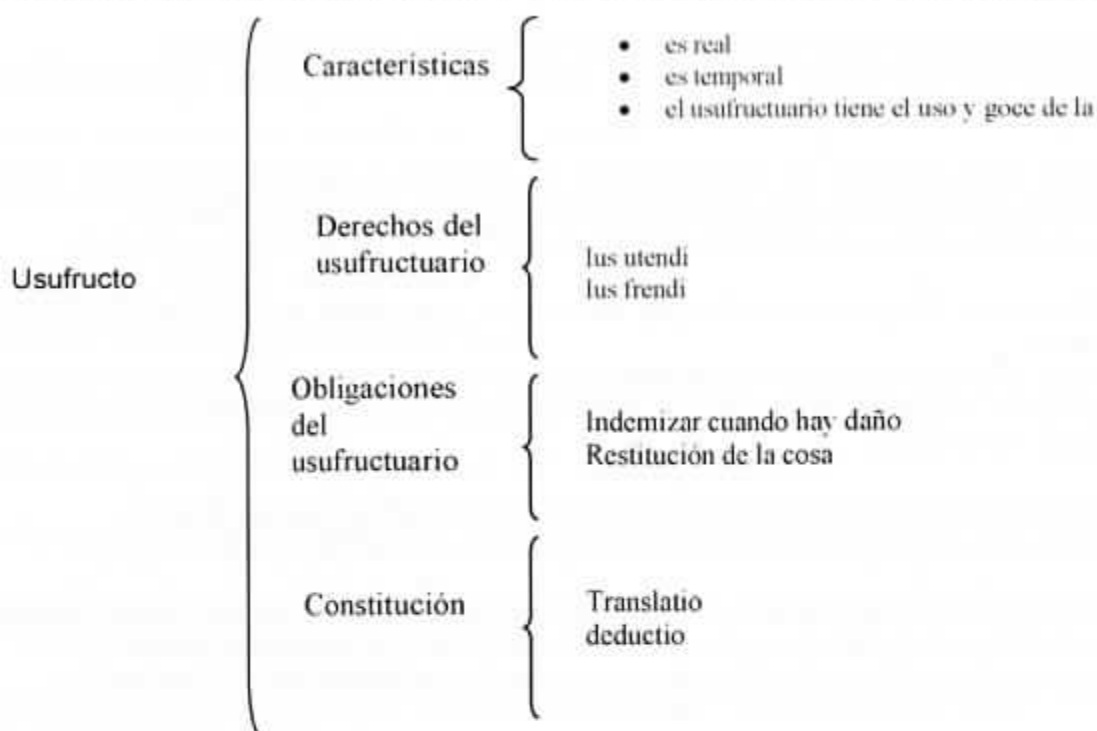 Usufructo
Características
• es real
• es temporal
• el usufructuario tiene el uso y goce de la
Derechos del
usufructuario
Ius utendi
Ius frendi
Obligaciones
del
usufructuario
Indemizar cuando hay daño
Restitución de la cosa
Constitución
Translatio
deductio